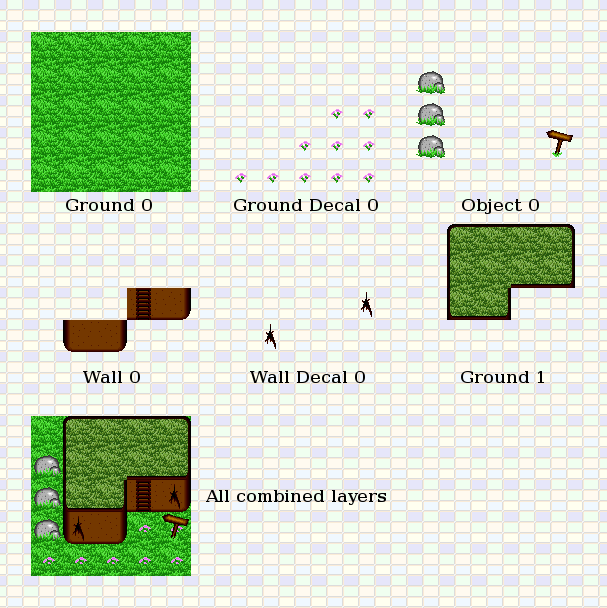 Ground 0
Ground Decal 0
Object 0
Wall 0
Wall Decal 0
Ground 1
All combined layers